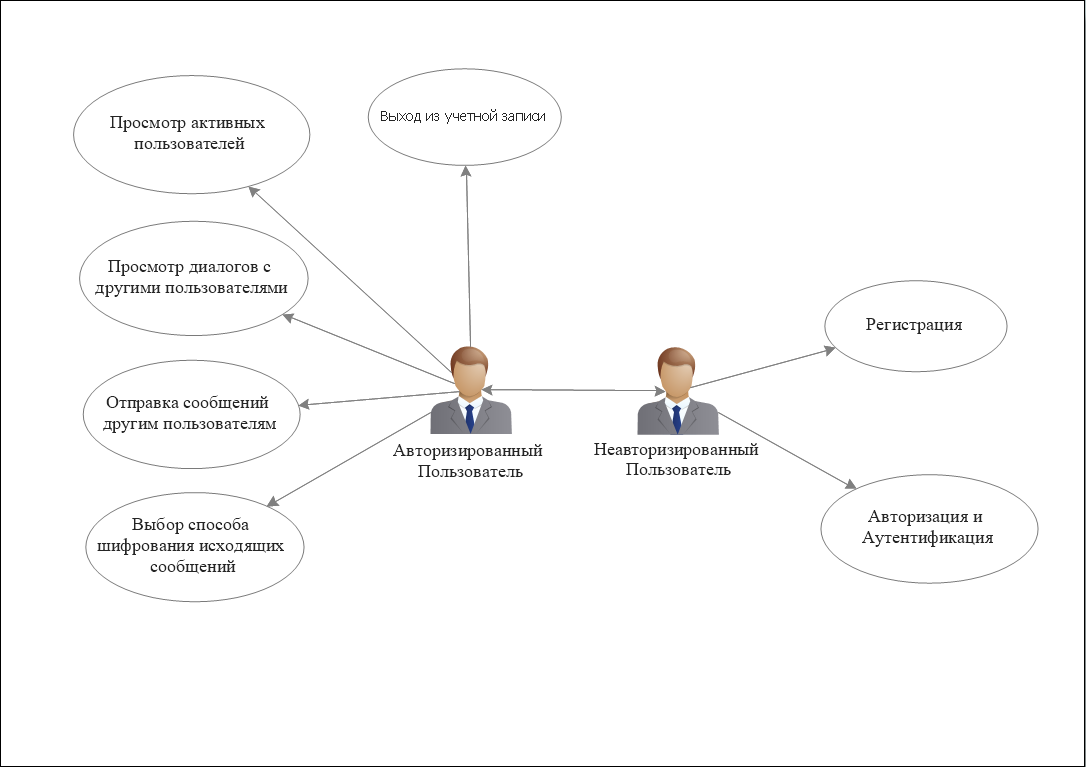 Просмотр активных
пользователей
Выход из учетной записи
Просмотр диалогов с
другими пользователями
Регистрация
Отправка сообщений
другим пользователям
Авторизированный
Пользователь
Неавторизированный
Пользователь
Выбор способа
шифрования исходящих
сообщений
Авторизация и
Аутентификация